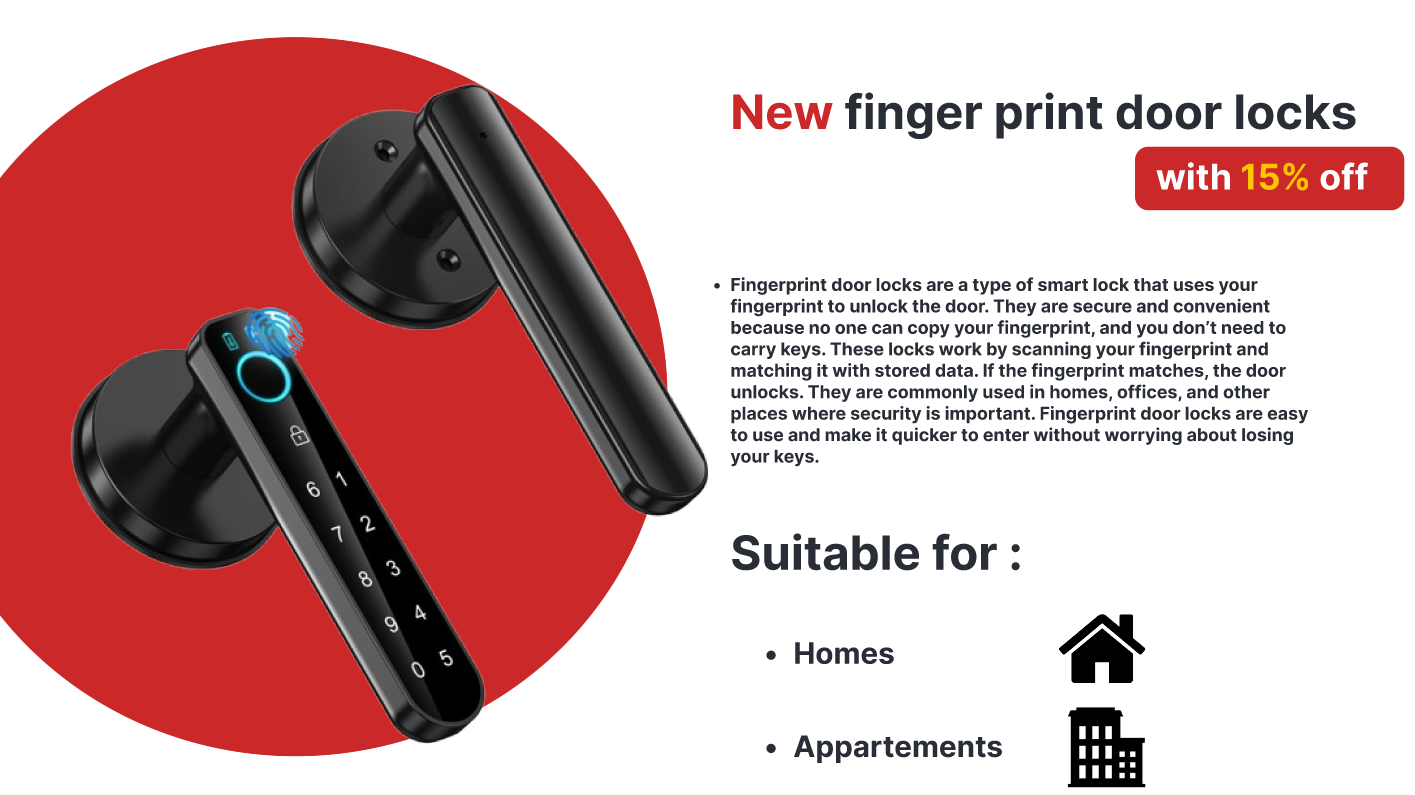 New finger print door locks
with 15% off
• Fingerprint door locks are a type of smart lock that uses your
fingerprint to unlock the door. They are secure and convenient
because no one can copy your fingerprint, and you don’t need to
carry keys. These locks work by scanning your fingerprint and
matching it with stored data. If the fingerprint matches, the door
unlocks. They are commonly used in homes, offices, and other
places where security is important. Fingerprint door locks are easy
to use and make it quicker to enter without worrying about losing
your keys.
6 1
7 2
8 3
9 4
0 5
Suitable for :
• Homes
• Appartements